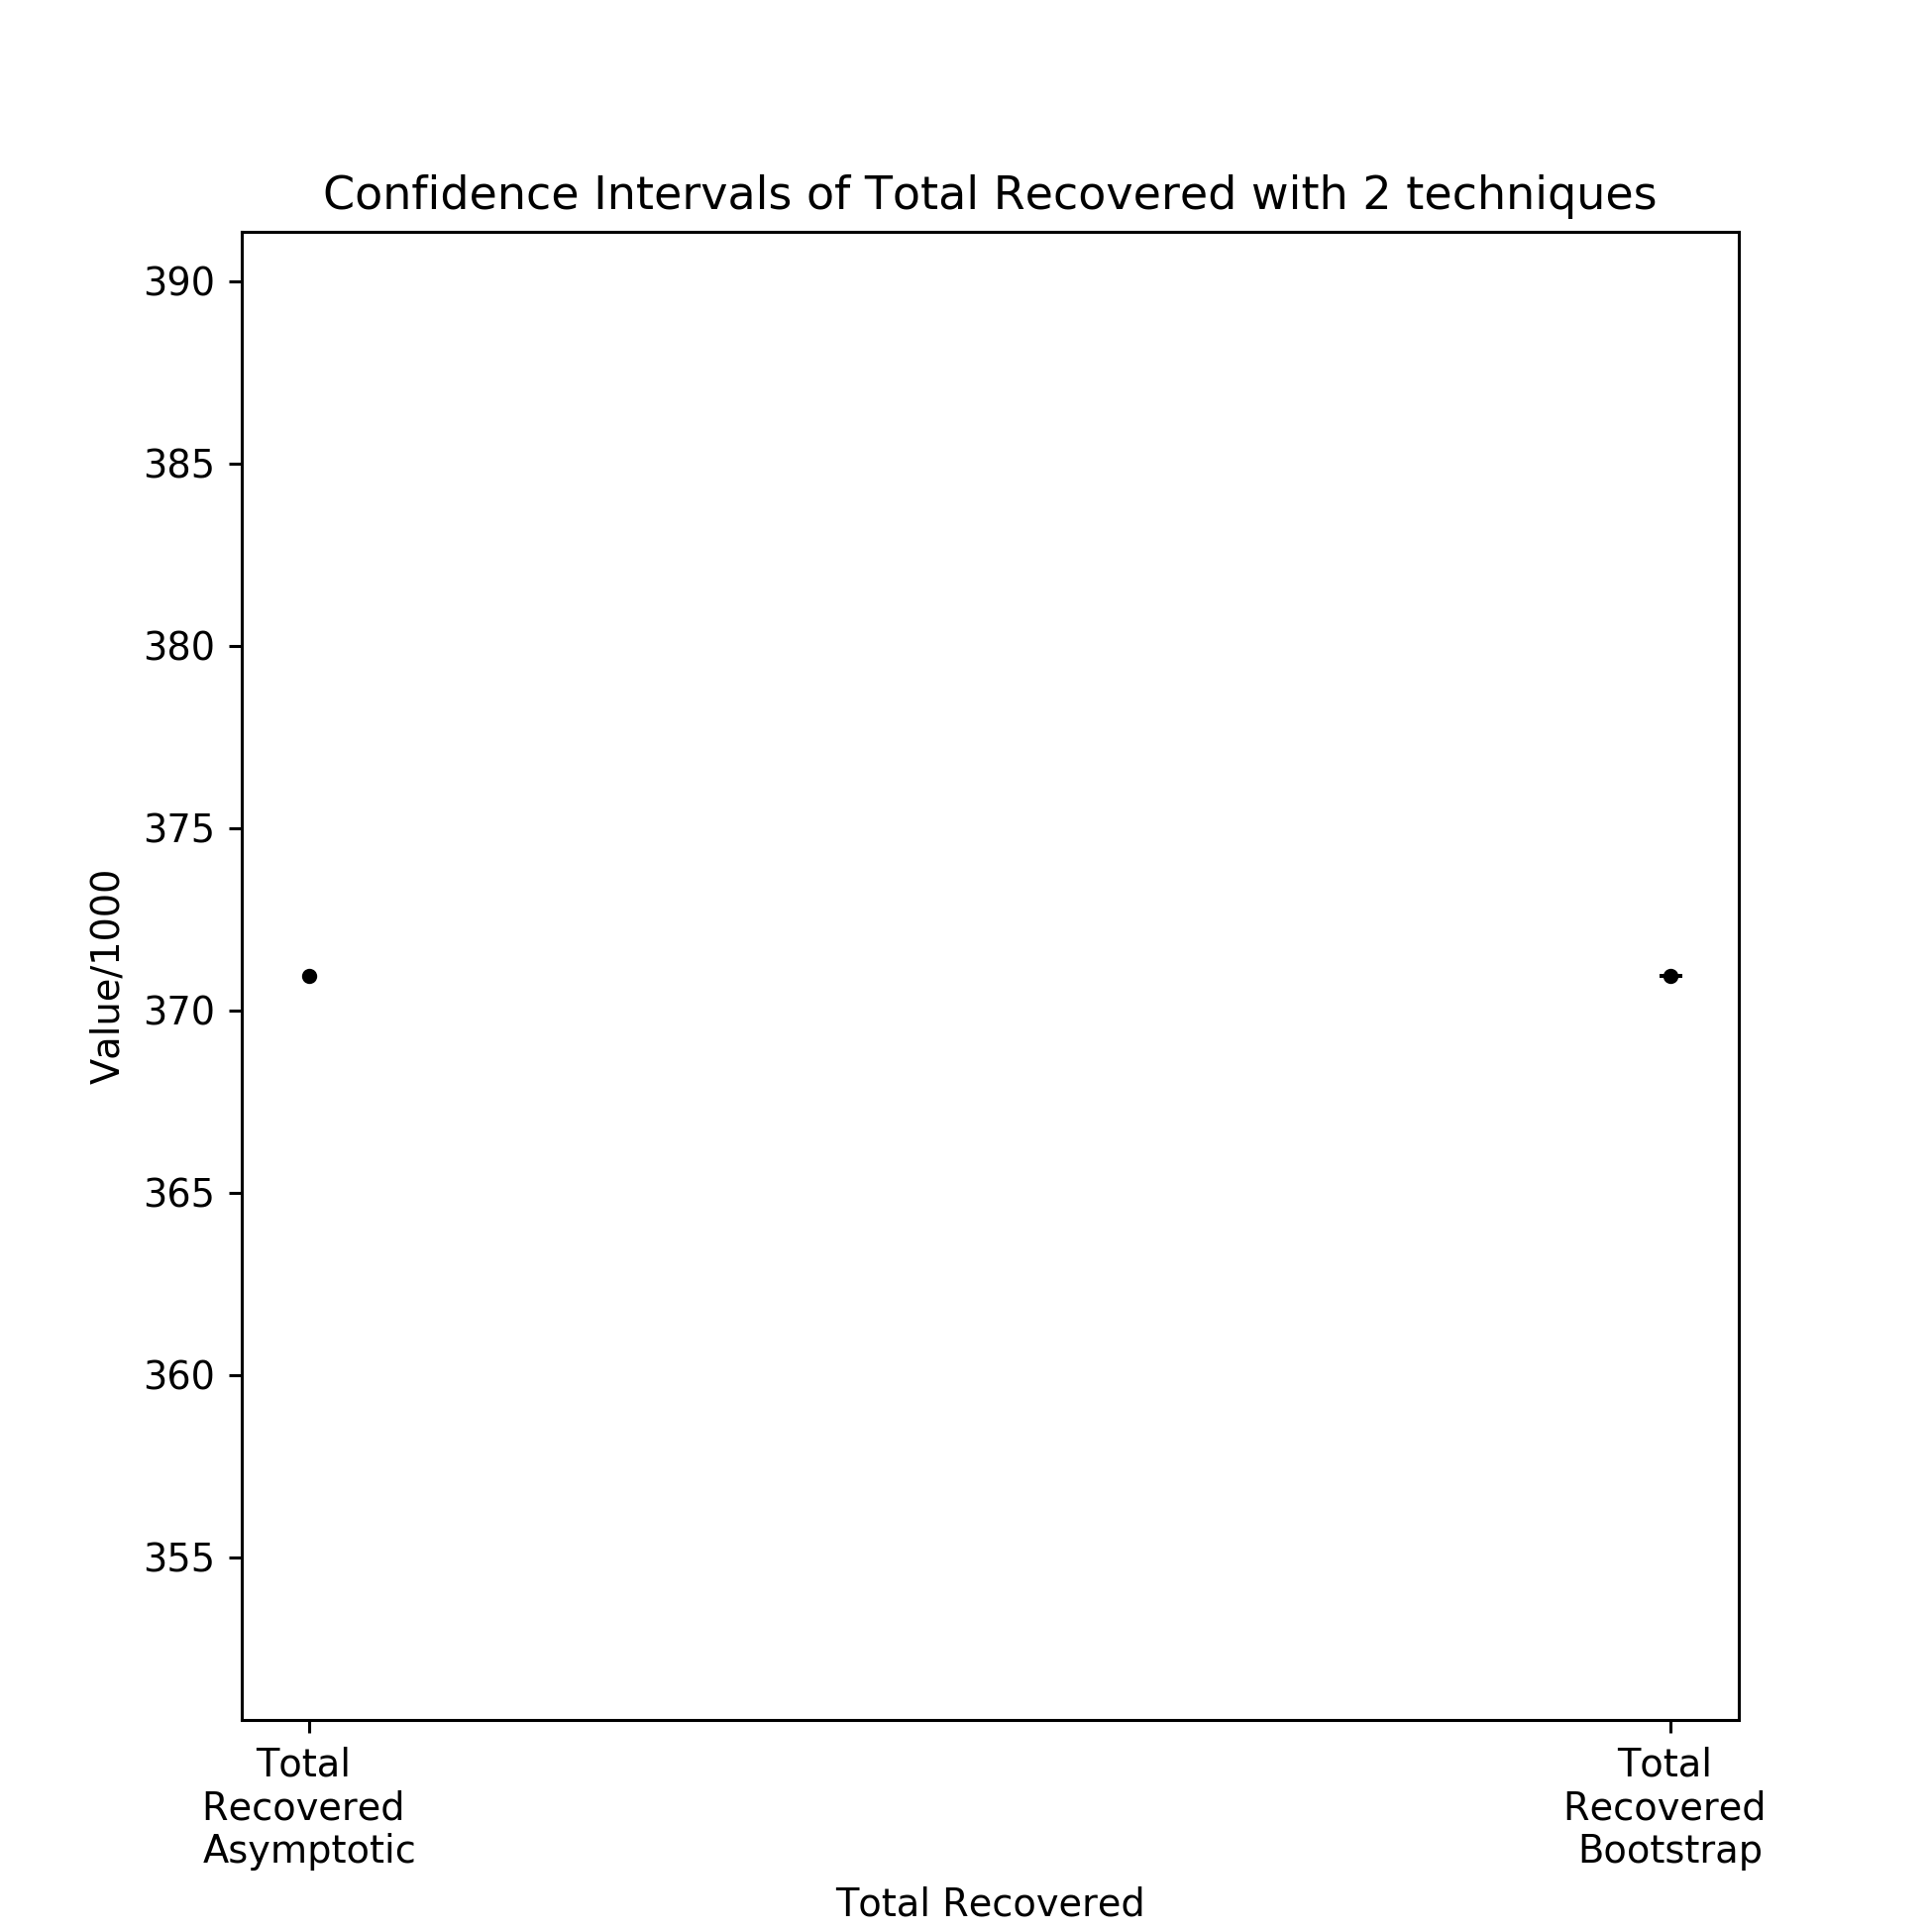 Confidence Intervals of Total Recovered with 2 techniques
390
385
380
375
370
365
360
355
Value/1000
Total
Recovered
Asymptotic
Total
Recovered
Bootstrap
Total Recovered